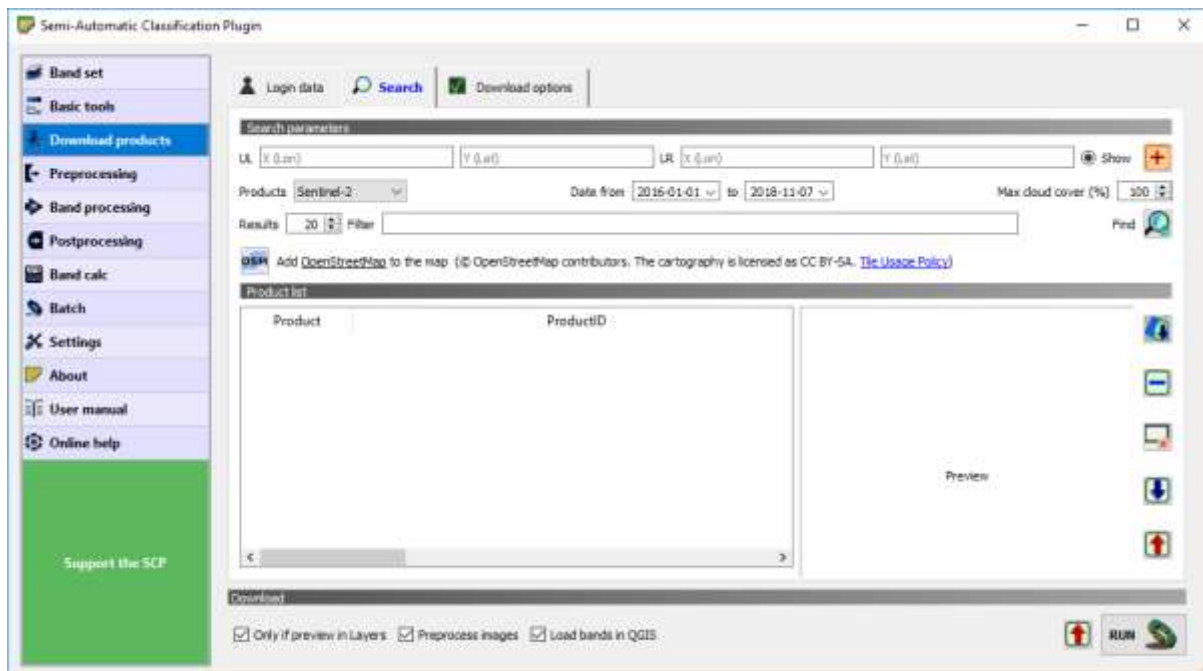 Semi-Automatic Classification Plugin
Band set
Basic tools
Download products
Preprocessing
Band processing
Postprocessing
Band calc
Batch
Settings
About
User manual
Online help
Support the SCP
Login data Search Download options
Search parameters
UL X (Lon) Y (Lat) LR X (Lon) Y (Lat) Show
Products Sentinel-2 Date from 2016-01-01 to 2018-11-07 Max cloud cover (%) 100
Results 20 Filter Find
OSM Add OpenStreetMap to the map (© OpenStreetMap contributors. The cartography is licensed as CC BY-SA. Tile Usage Policy)
Product list
Product ProductID
Preview
Download
Only if preview in Layers Preprocess images Load bands in QGIS RUN